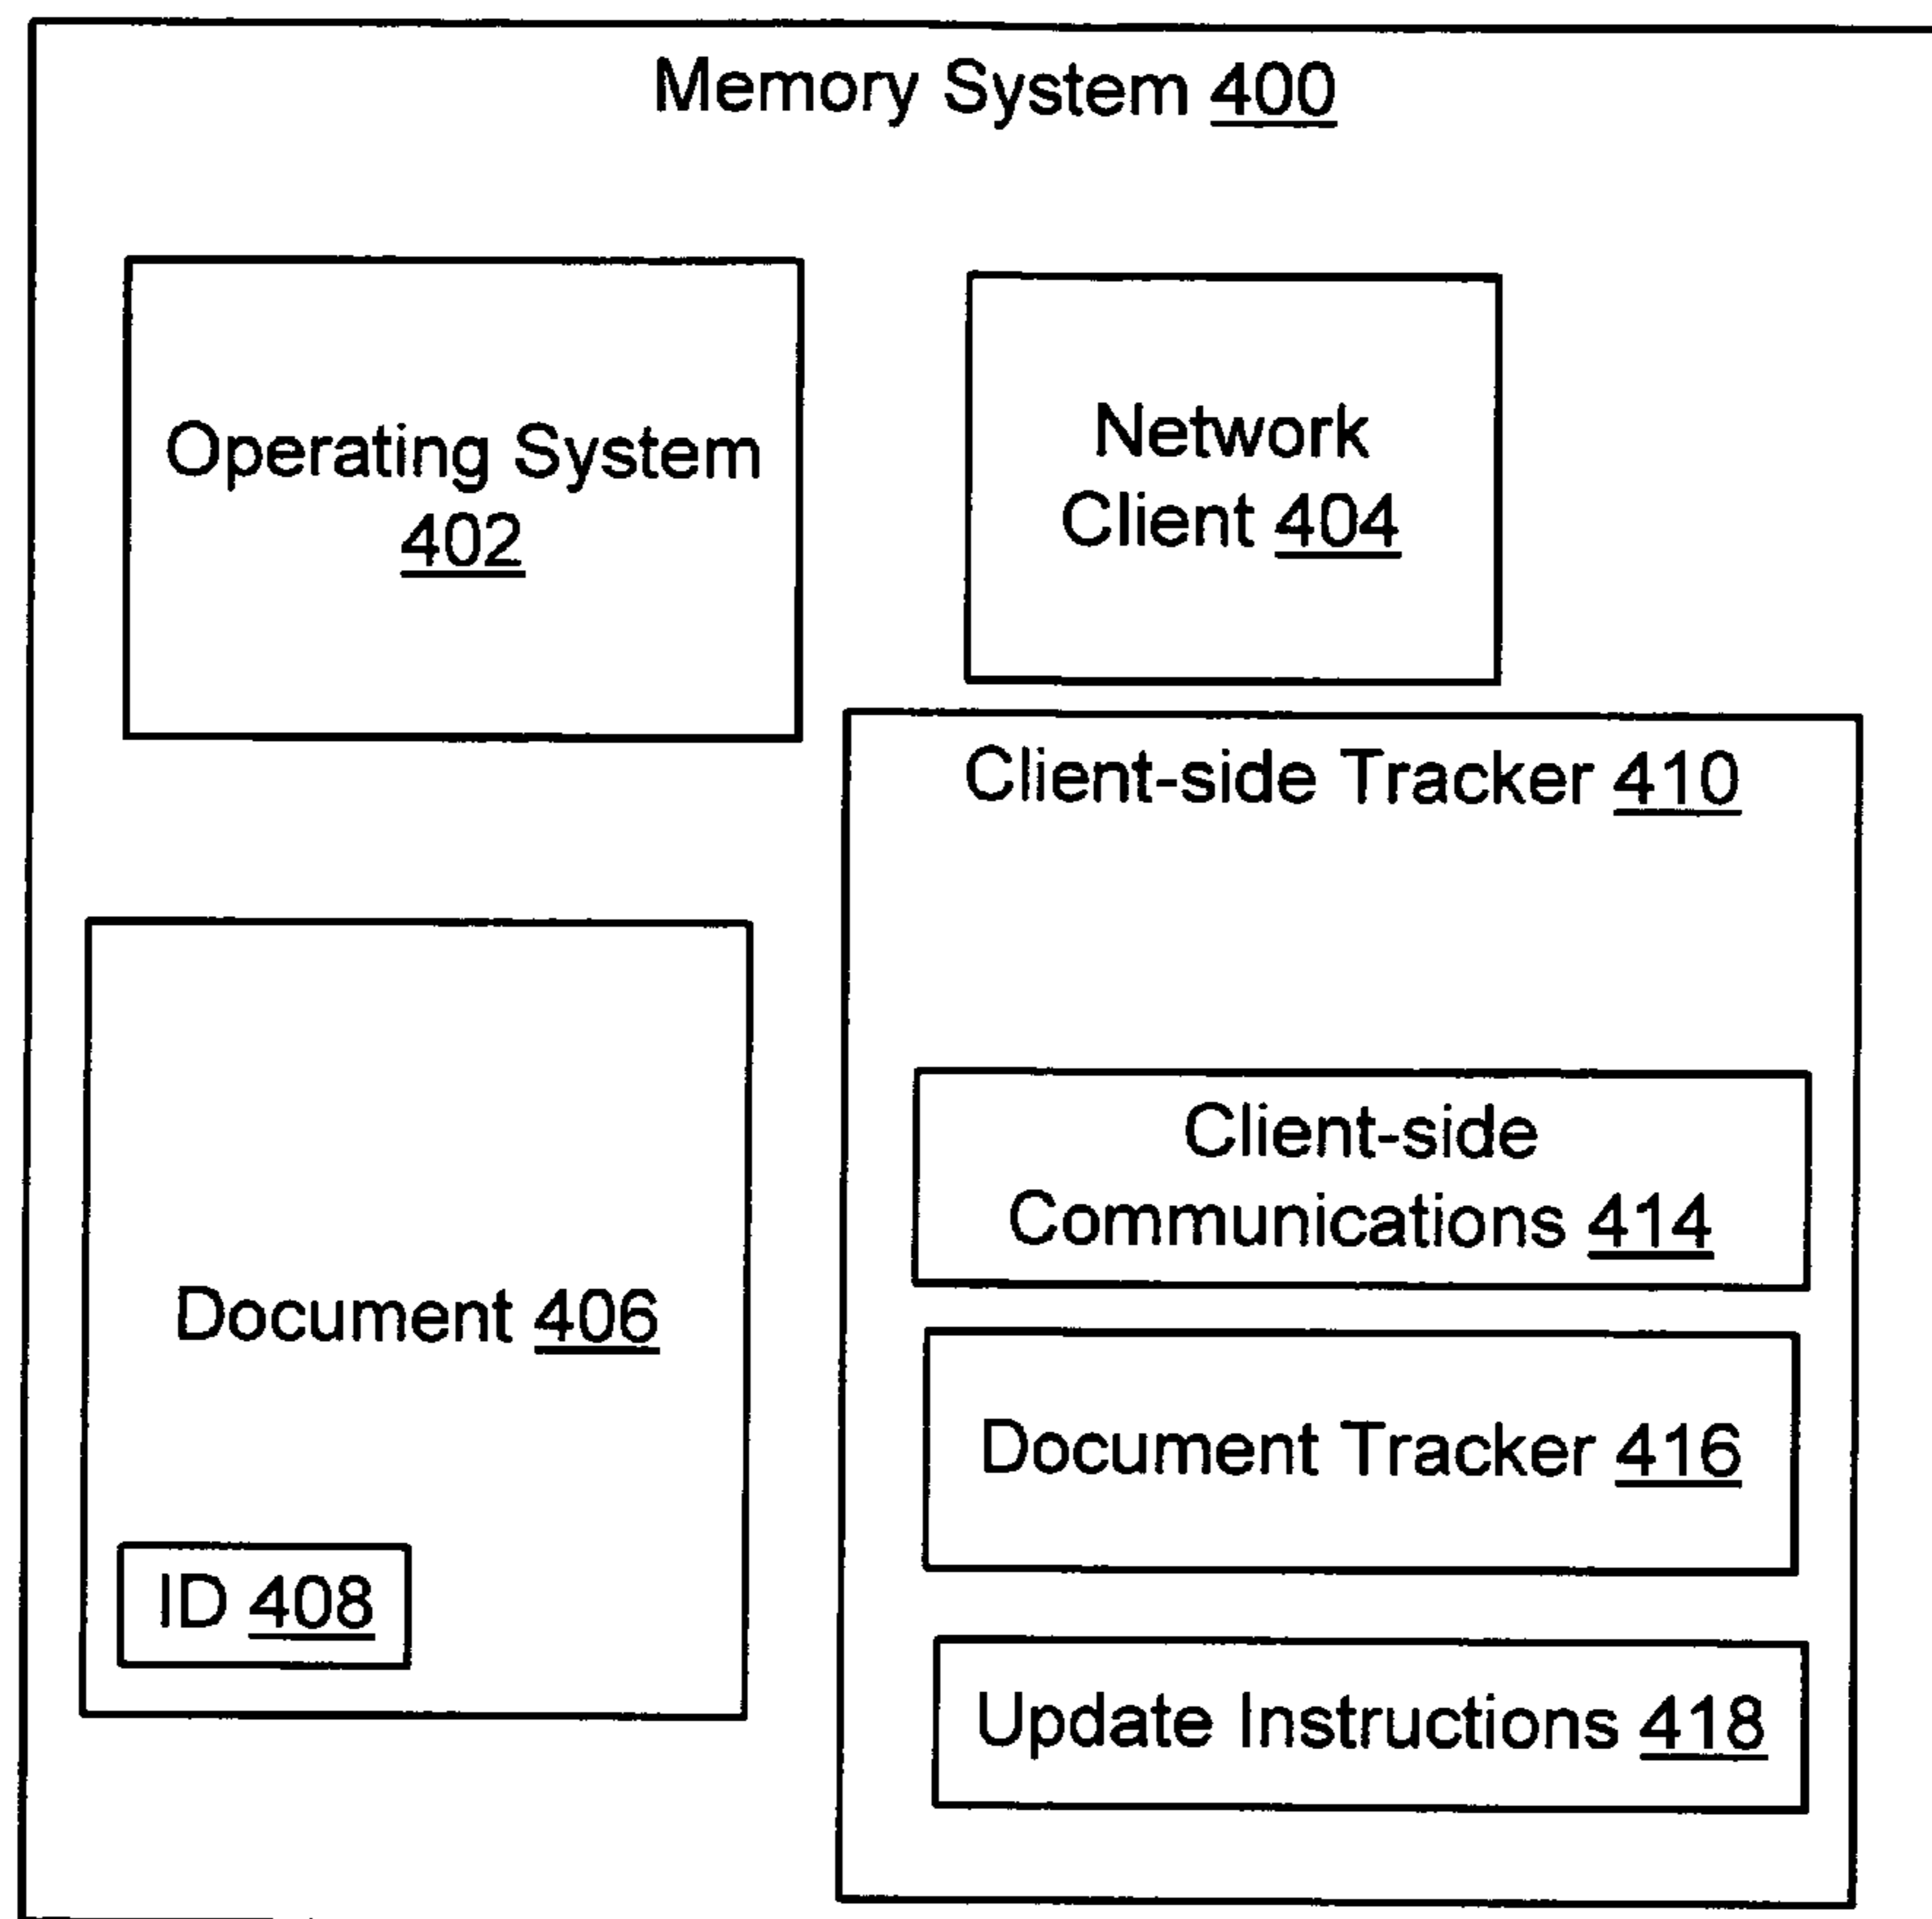 Memory System 400
Operating System
402
Network
Client 404
Client-side Tracker 410
Client-side
Communications 414
Document 406
Document Tracker 416
ID 408
Update Instructions 418